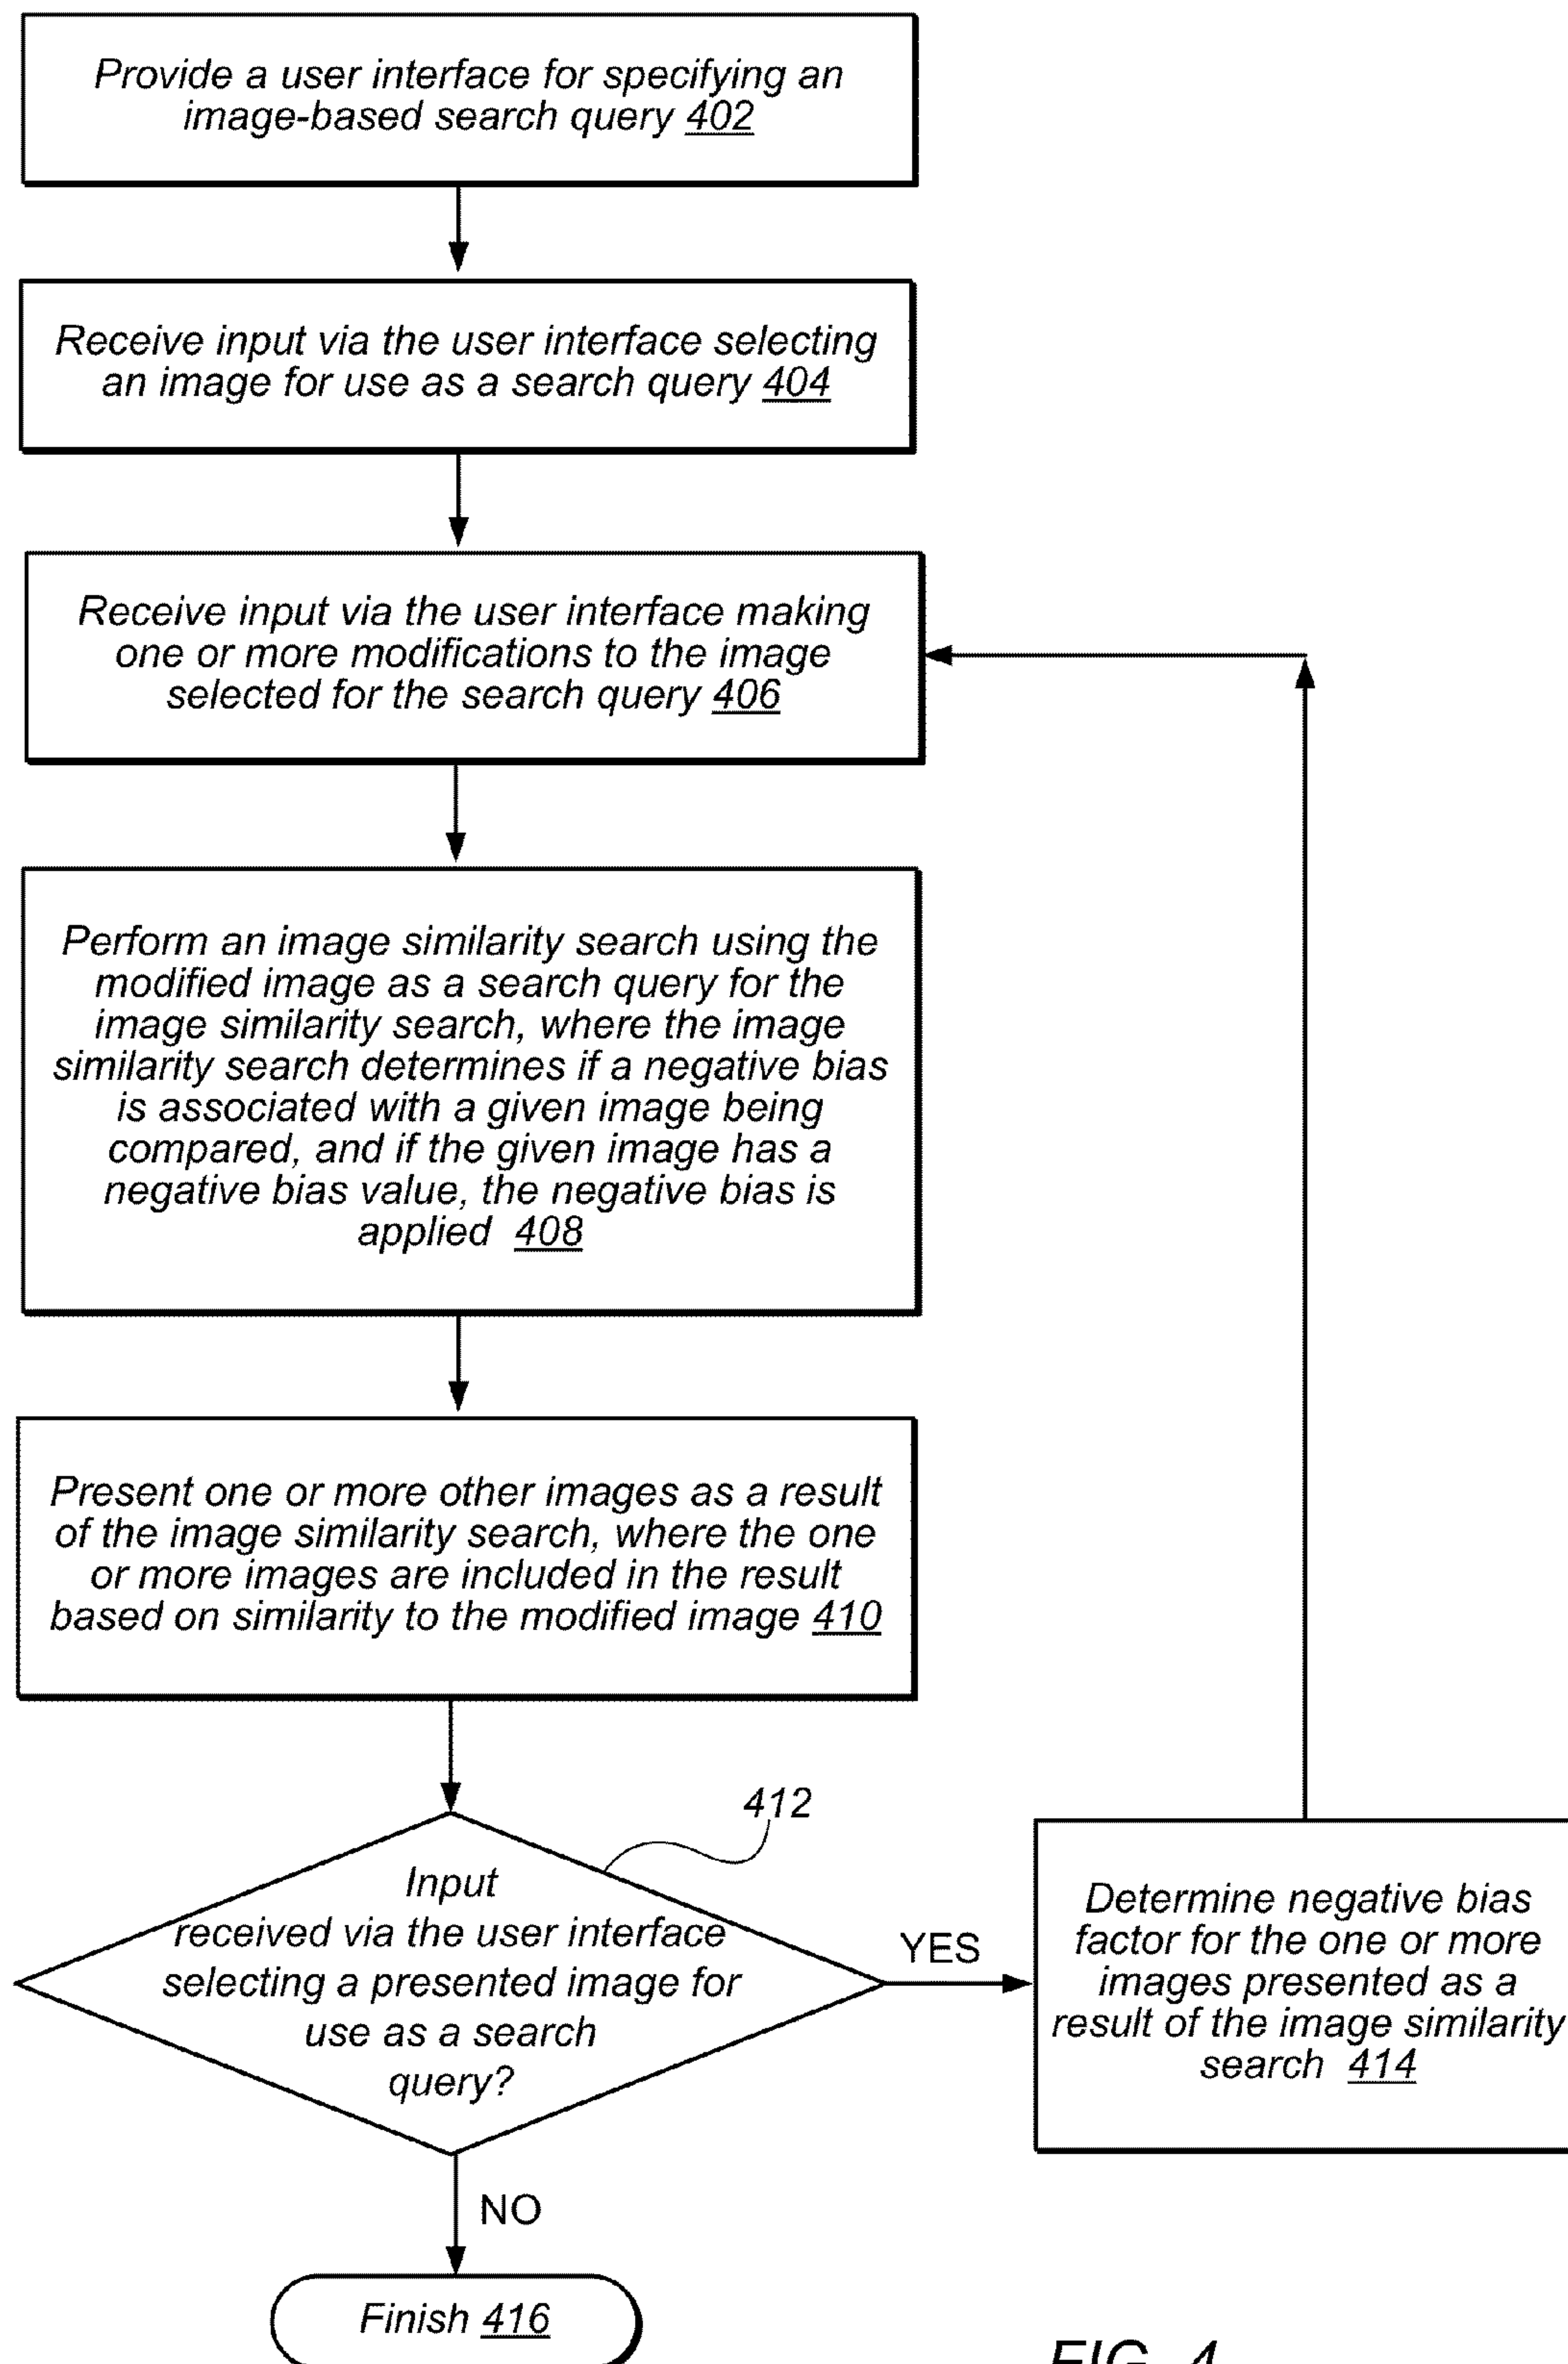 Provide a user interface for specifying an
image-based search query 402
Receive input via the user interface selecting
an image for use as a search query 404
Receive input via the user interface making
one or more modifications to the image
selected for the search query 406
Perform an image similarity search using the
modified image as a search query for the
image similarity search, where the image
similarity search determines if a negative bias
is associated with a given image being
compared, and if the given image has a
negative bias value, the negative bias is
applied 408
Present one or more other images as a result
of the image similarity search, where the one
or more images are included in the result
based on similarity to the modified image 410
412
Input
received via the user interface
selecting a presented image for
use as a search
query?
YES
Determine negative bias
factor for the one or more
images presented as a
result of the image similarity
search 414
NO
Finish 416
FIG. 4